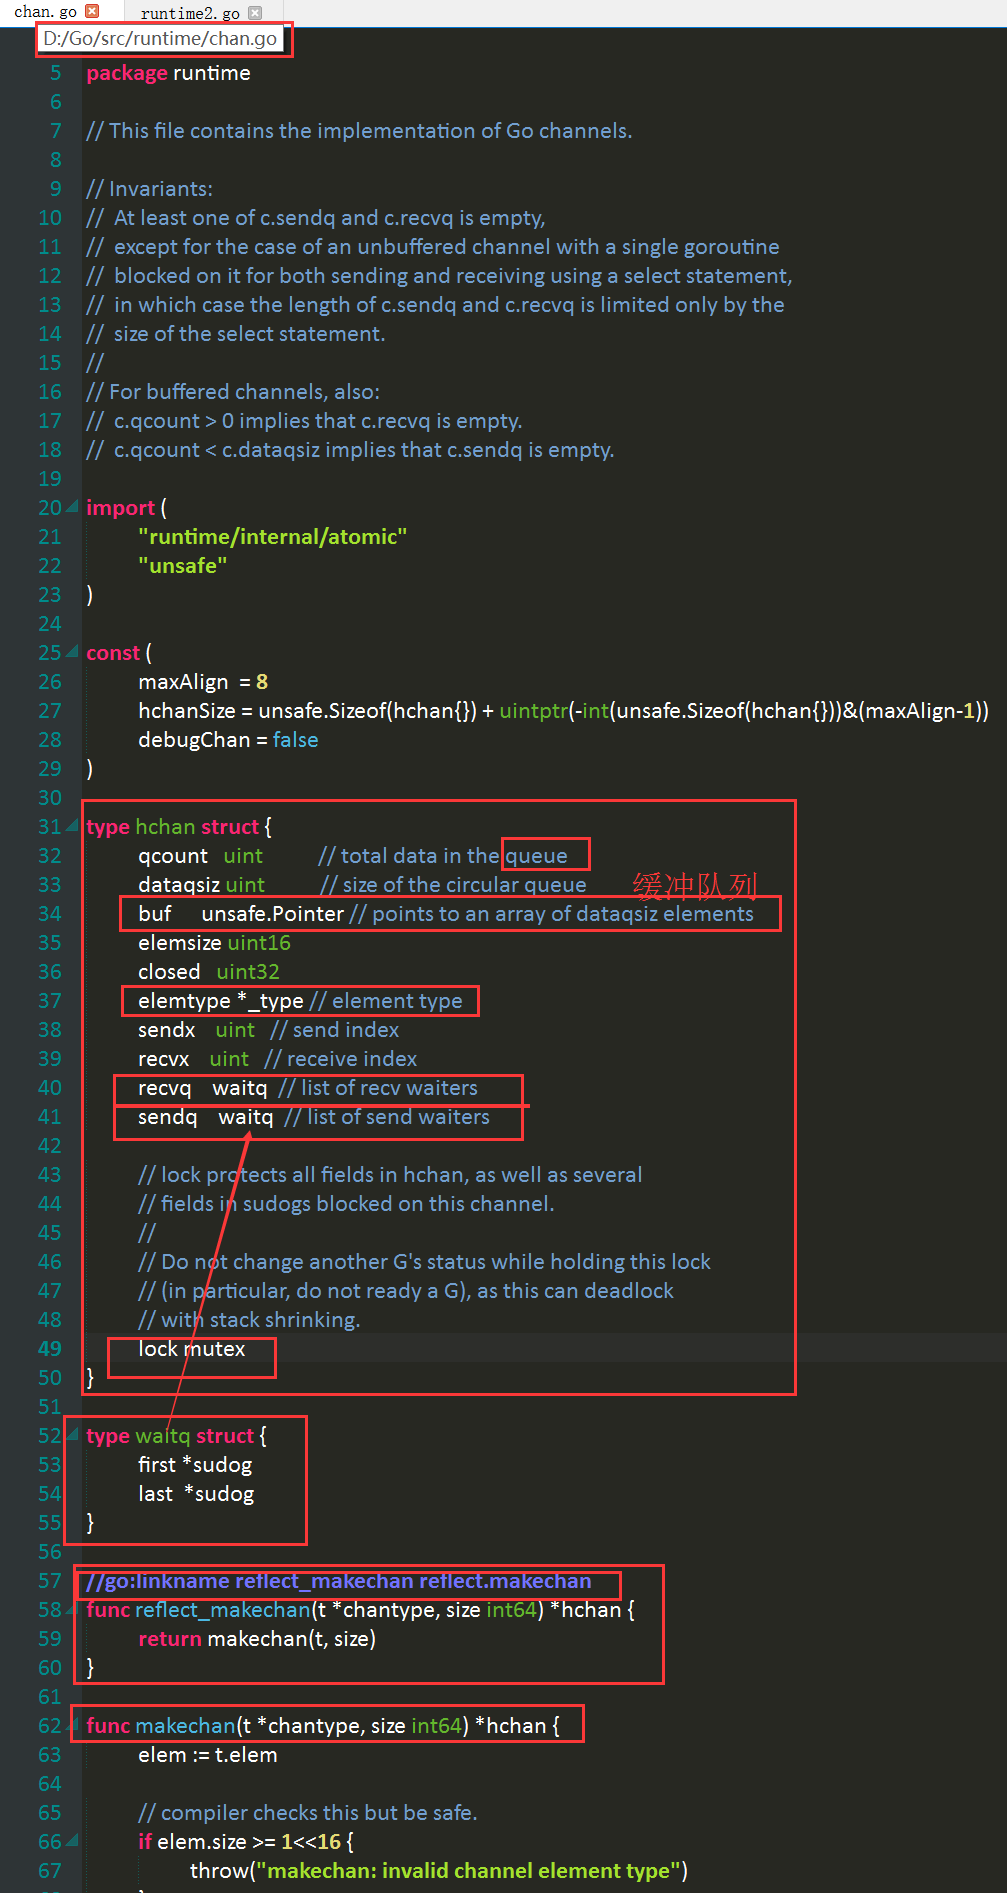 chan.go runtime2.go
D:/Go/src/runtime/chan.go
5 package runtime
6
7 // This file contains the implementation of Go channels.
8
9 // Invariants:
10 // At least one of c.sendq and c.recvq is empty,
11 // except for the case of an unbuffered channel with a single goroutine
12 // blocked on it for both sending and receiving using a select statement,
13 // in which case the length of c.sendq and c.recvq is limited only by the
14 // size of the select statement.
15 //
16 // For buffered channels, also:
17 // c.qcount > 0 implies that c.recvq is empty.
18 // c.qcount < c.dataqsiz implies that c.sendq is empty.
19
20 import (
21 "runtime/internal/atomic"
22 "unsafe"
23 )
24
25 const (
26 maxAlign = 8
27 hchanSize = unsafe.Sizeof(hchan{}) + uintptr(-int(unsafe.Sizeof(hchan{}))&(maxAlign-1))
28 debugChan = false
29 )
30
31 type hchan struct {
32 qcount uint // total data in the queue
33 dataqsiz uint // size of the circular queue 缓冲队列
34 buf unsafe.Pointer // points to an array of dataqsiz elements
35 elemsize uint16
36 closed uint32
37 elemtype *_type // element type
38 sendx uint // send index
39 recvx uint // receive index
40 recvq waitq // list of recv waiters
41 sendq waitq // list of send waiters
42
43 // lock protects all fields in hchan, as well as several
44 // fields in sudogs blocked on this channel.
45 //
46 // Do not change another G's status while holding this lock
47 // (in particular, do not ready a G), as this can deadlock
48 // with stack shrinking.
49 lock mutex
50 }
51
52 type waitq struct {
53 first *sudog
54 last *sudog
55 }
56
57 //go:linkname reflect_makechan reflect.makechan
58 func reflect_makechan(t *chantype, size int64) *hchan {
59 return makechan(t, size)
60 }
61
62 func makechan(t *chantype, size int64) *hchan {
63 elem := t.elem
64
65 // compiler checks this but be safe.
66 if elem.size >= 1<<16 {
67 throw("makechan: invalid channel element type")